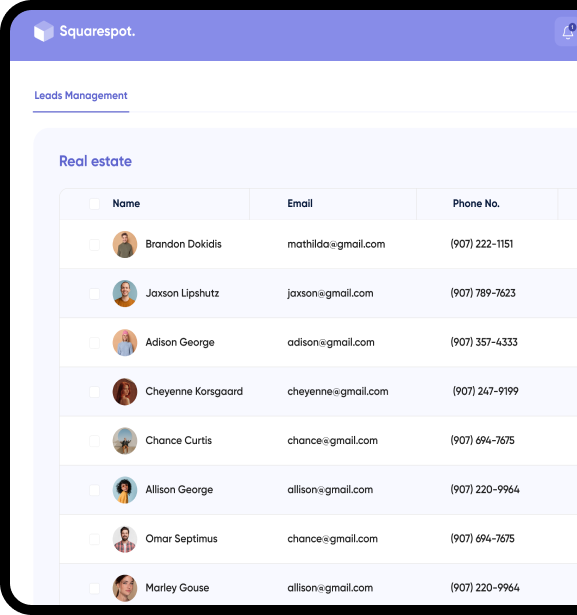 Squarespot.
1
Leads Management
Real estate
Name Email Phone No.
Brandon Dokidis mathilda@gmail.com (907) 222-1151
Jaxson Lipshutz jaxson@gmail.com (907) 789-7623
Adison George adison@gmail.com (907) 357-4333
Cheyenne Korsgaard cheyenne@gmail.com (907) 247-9199
Chance Curtis chance@gmail.com (907) 694-7675
Allison George allison@gmail.com (907) 220-9964
Omar Septimus chance@gmail.com (907) 694-7675
Marley Gouse allison@gmail.com (907) 220-9964